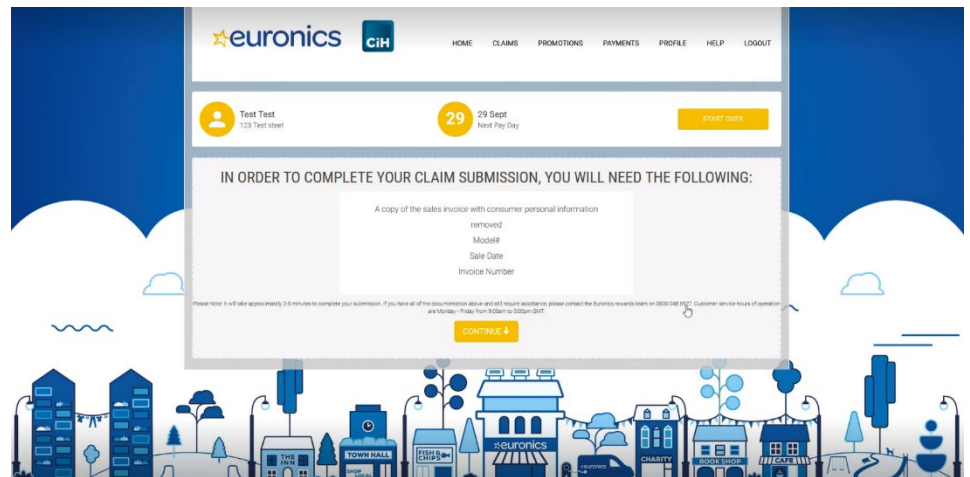 euronics CiH
HOME CLAIMS PROMOTIONS PAYMENTS PROFILE HELP LOGOUT
Test Test
123 Test steet
29
29 Sept
Next Pay Day
START OVER
IN ORDER TO COMPLETE YOUR CLAIM SUBMISSION, YOU WILL NEED THE FOLLOWING:
A copy of the sales invoice with consumer personal information
removed
Model#
Sale Date
Invoice Number
Please Note: It will take approximately 2-5 minutes to complete your submission. If you have all of the documentation above and still require assistance, please contact the Euronics rewards team on 0800 048
Customer service hours of operation
are Monday - Friday from 9:00am to 5:00pm GMT.
CONTINUE
THE INN
TOWN HALL
SHOP LOCAL
FISH & CHIPS
euronics
euronics
CHARITY
BOOK SHOP
CAFE